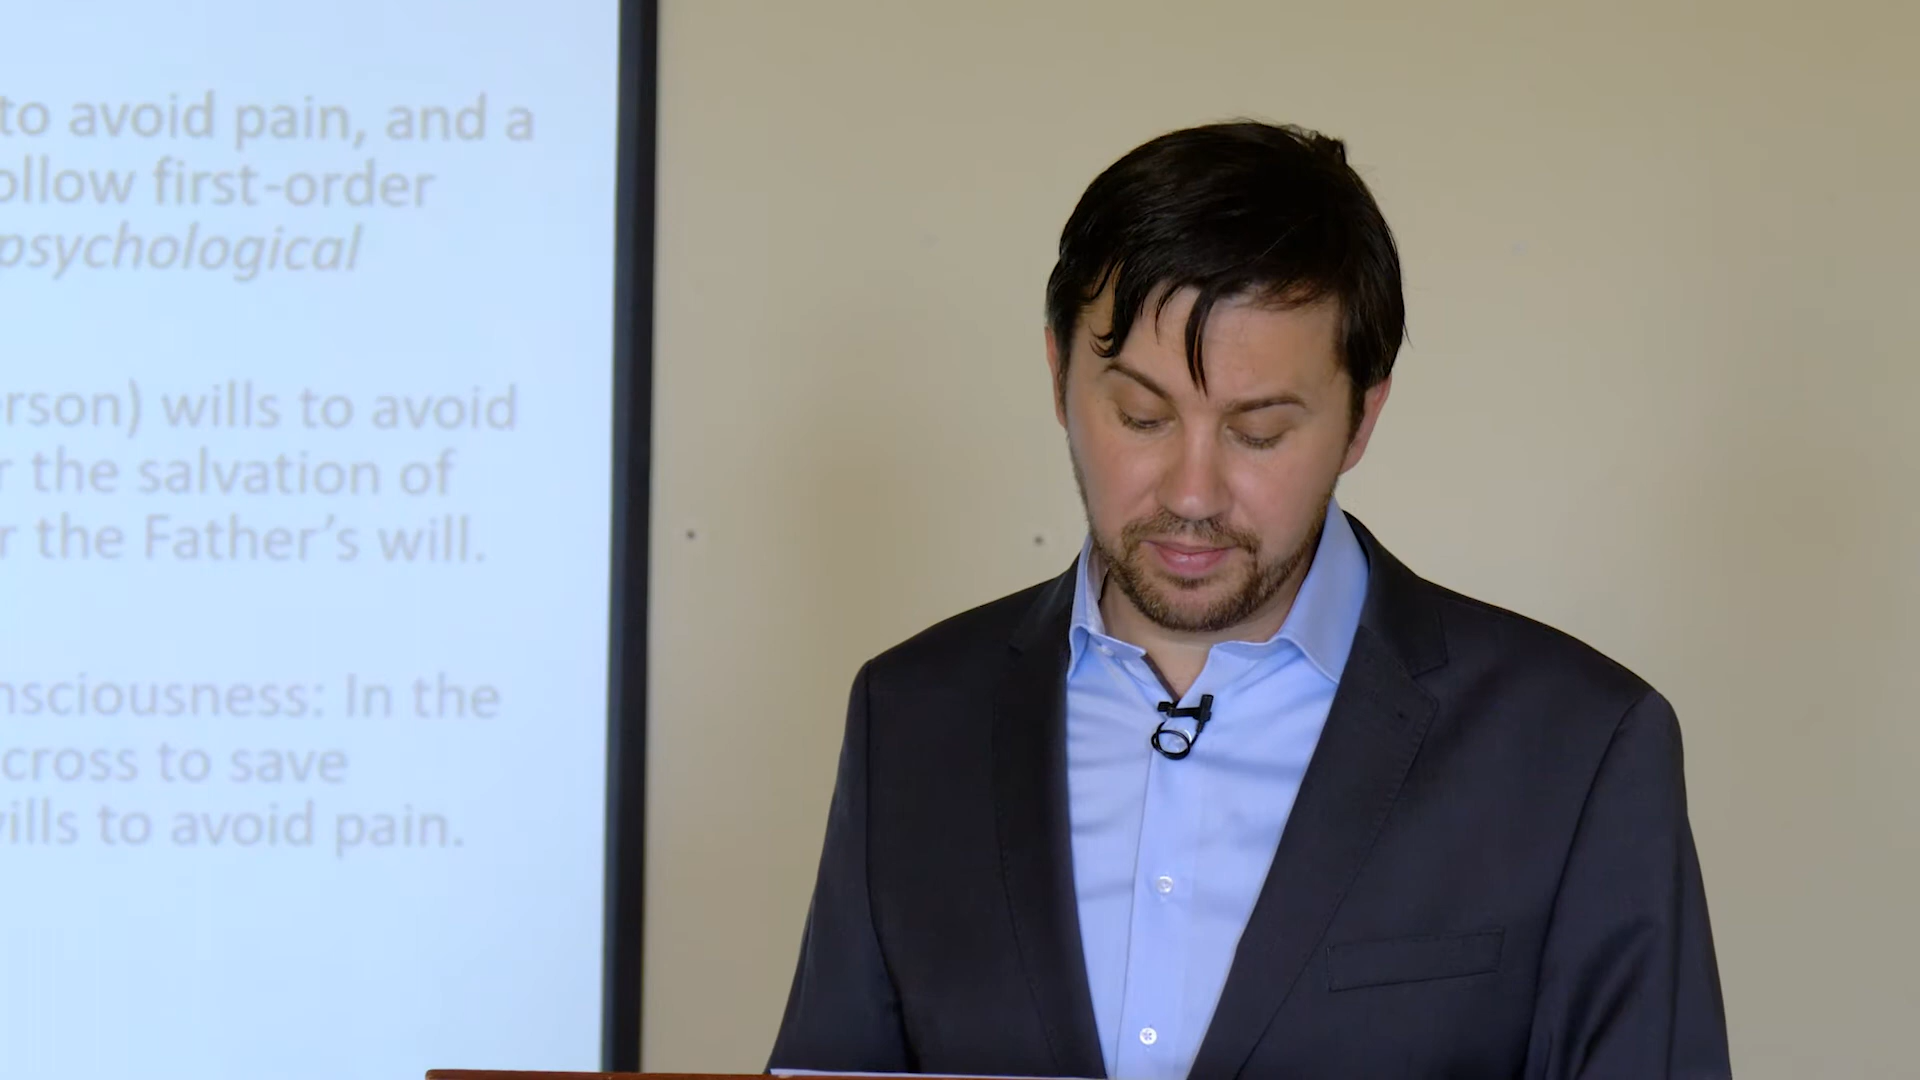 to avoid pain, and a
ollow first-order
psychological
erson) wills to avoid
r the salvation of
r the Father's will.
nsciousness: In the
cross to save
ills to avoid pain.